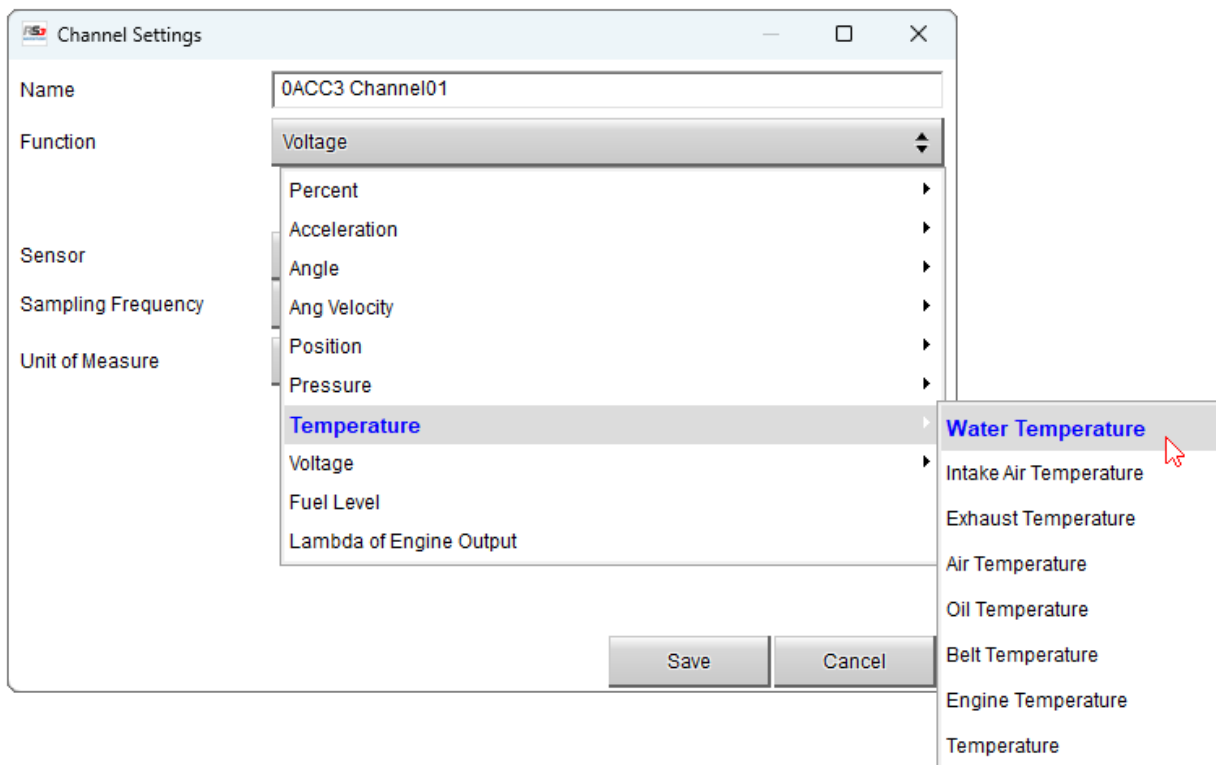 Channel Settings
Name
0ACC3 Channel01
Function
Voltage
Percent
Acceleration
Sensor
Angle
Sampling Frequency
Ang Velocity
Position
Unit of Measure
Pressure
Temperature
Voltage
Fuel Level
Lambda of Engine Output
Water Temperature
Intake Air Temperature
Exhaust Temperature
Air Temperature
Oil Temperature
Belt Temperature
Engine Temperature
Temperature
Save
Cancel